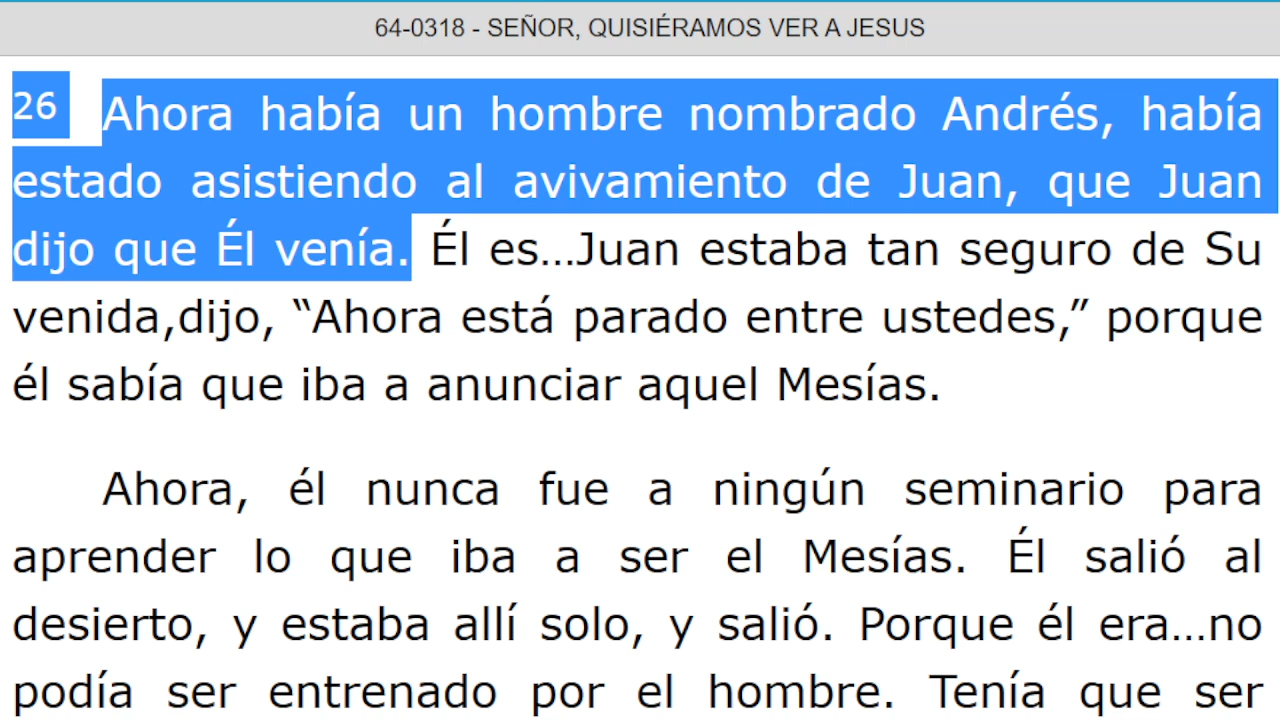 64-0318 - SEÑOR, QUISIÉRAMOS VER A JESUS
26 Ahora había un hombre nombrado Andrés, había
estado asistiendo al avivamiento de Juan, que Juan
dijo que Él venía. Él es…Juan estaba tan seguro de Su
venida,dijo, “Ahora está parado entre ustedes,” porque
él sabía que iba a anunciar aquel Mesías.
Ahora, él nunca fue a ningún seminario para
aprender lo que iba a ser el Mesías. Él salió al
desierto, y estaba allí solo, y salió. Porque él era…no
podía ser entrenado por el hombre. Tenía que ser